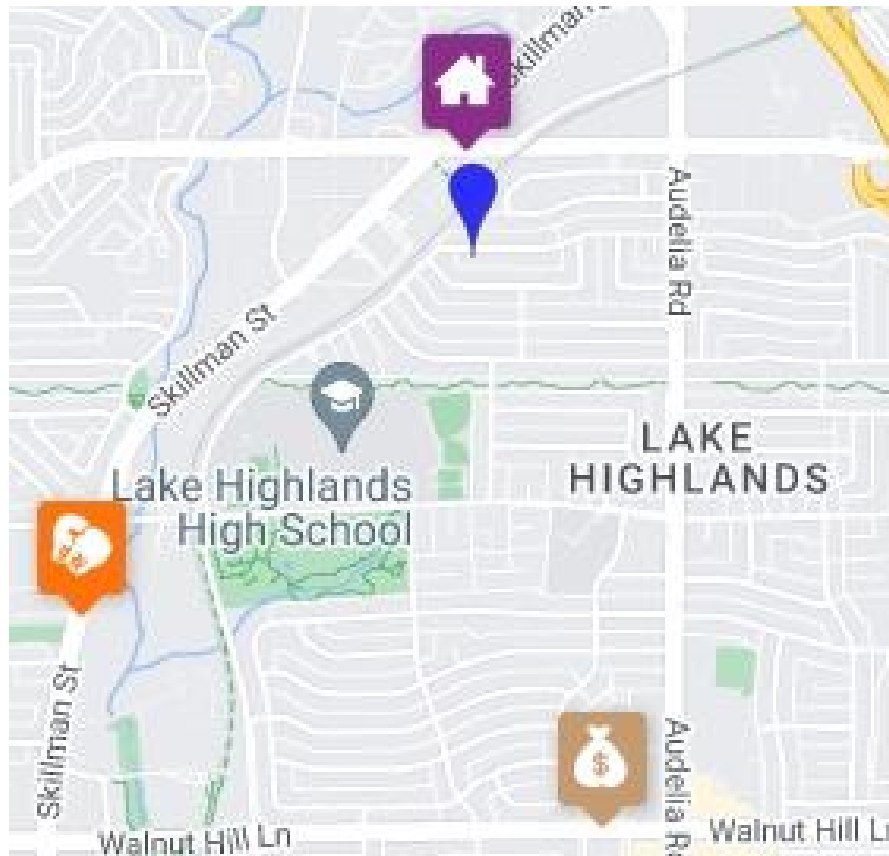 Skillman S
Audelia Rd
Skillman St
LAKE
HIGHLANDS
Lake Highlands
High School
Skillman St
$
Audelia R
Walnut Hill Ln
Walnut Hill L